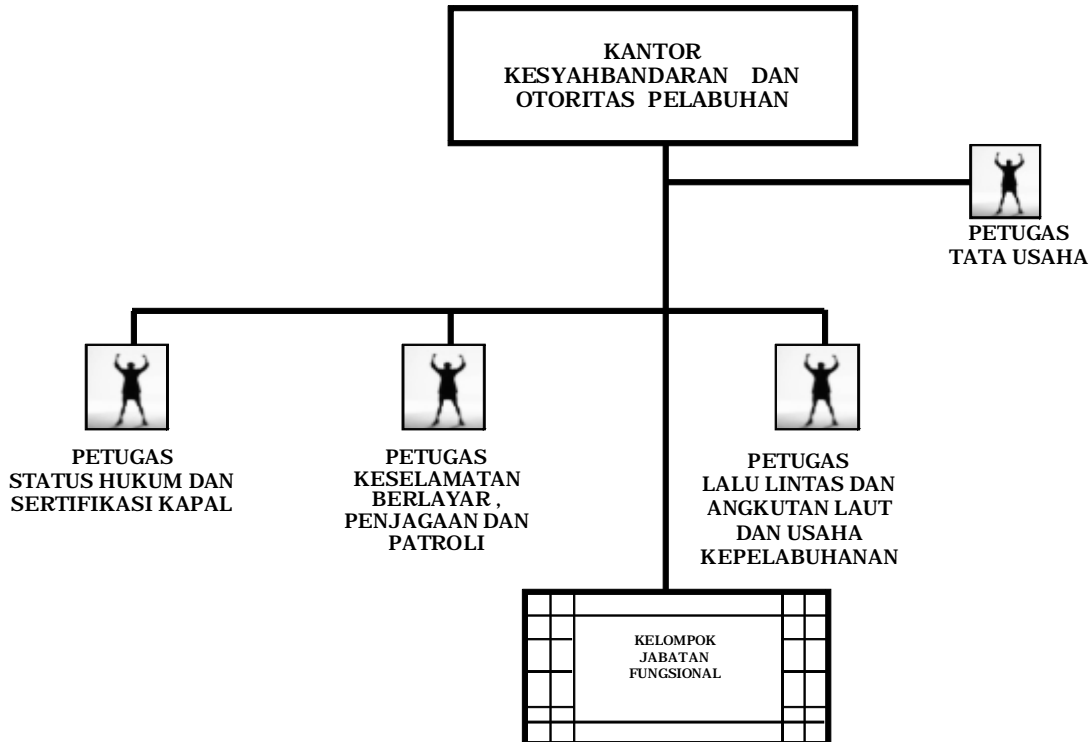 KANTOR
KESYAHBANDARAN DAN
OTORITAS PELABUHAN
PETUGAS
TATA USAHA
PETUGAS
STATUS HUKUM DAN
SERTIFIKASI KAPAL
PETUGAS
KESELAMATAN
BERLAYAR ,
PENJAGAAN DAN
PATROLI
PETUGAS
LALU LINTAS DAN
ANGKUTAN LAUT
DAN USAHA
KEPELABUHANAN
KELOMPOK
JABATAN
FUNGSIONAL